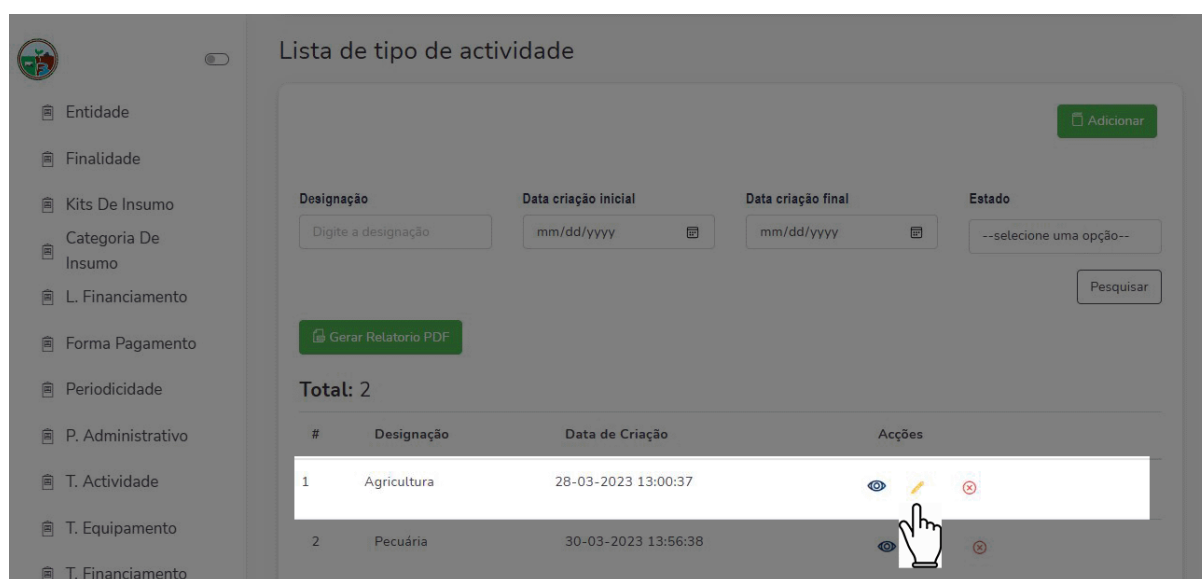 Lista de tipo de actividade
Entidade
Finalidade
Kits De Insumo
Categoria De
Insumo
L. Financiamento
Forma Pagamento
Periodicidade
P. Administrativo
T. Actividade
T. Equipamento
T. Financiamento
Adicionar
Designação Data criação inicial Data criação final Estado
Digite a designação mm/dd/yyyy mm/dd/yyyy --selecione uma opção--
Pesquisar
Gerar Relatorio PDF
Total: 2
# Designação Data de Criação Acções
1 Agricultura 28-03-2023 13:00:37
2 Pecuária 30-03-2023 13:56:38